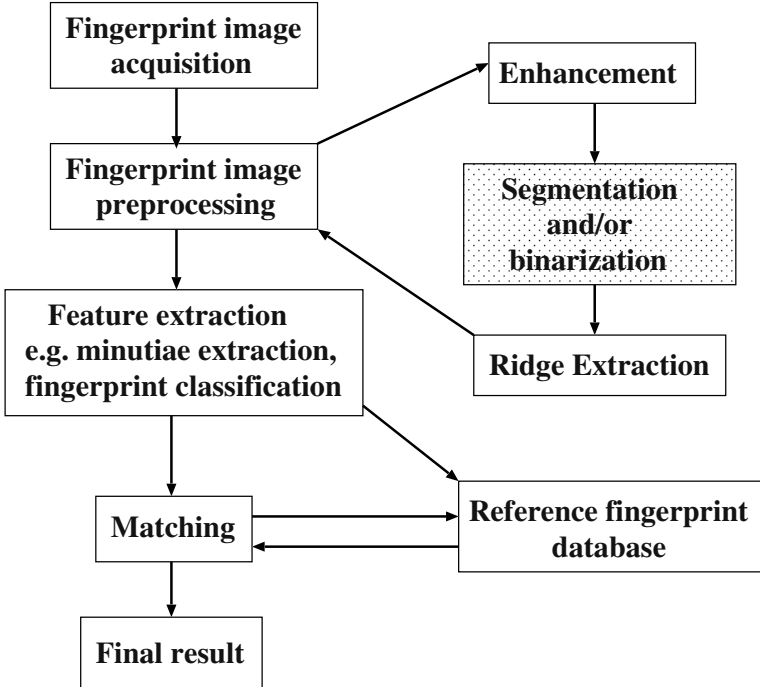 Fingerprint image
acquisition
Enhancement
Fingerprint image
preprocessing
Segmentation
and/or
binarization
Feature extraction
e.g. minutiae extraction,
fingerprint classification
Ridge Extraction
Matching
Reference fingerprint
database
Final result